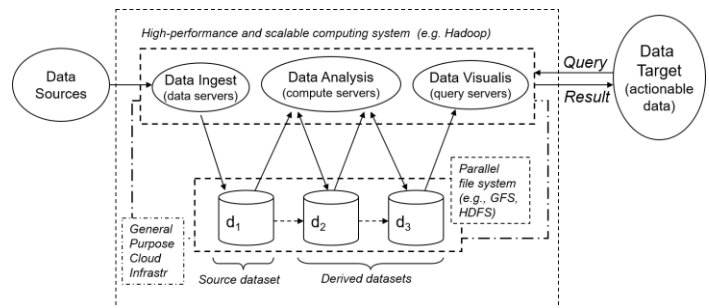 High-performance and scalable computing system (e.g. Hadoop)
Data
Sources
Data Ingest
(data servers)
Data Analysis
(compute servers)
Data Visualis
(query servers)
Query
Result
Data
Target
(actionable
data)
Parallel
file system
(e.g., GFS,
HDFS)
d1
d2
d3
General
Purpose
Cloud
Infrastr
Source dataset
Derived datasets